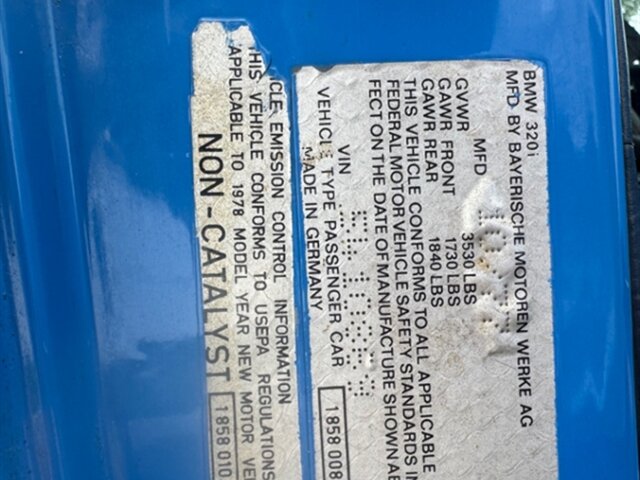 BMW 320i
MFD. BY BAYERISCHE MOTOREN WERKE AG
MFD
GVWR 3530 LBS
GAWR FRONT 1730 LBS
GAWR REAR 1840 LBS
THIS VEHICLE CONFORMS TO ALL APPLICABLE
FEDERAL MOTOR VEHICLE SAFETY STANDARDS I
FECT ON THE DATE OF MANUFACTURE SHOWN AB
VIN
VEHICLE TYPE PASSENGER CAR
MADE IN GERMANY
1858 008
ICLE EMISSION CONTROL INFORMATION
HIS VEHICLE CONFORMS TO USEPA REGULATIONS
APPLICABLE TO 1978 MODEL YEAR NEW MOTOR VE
NON-CATALYST
1858 010